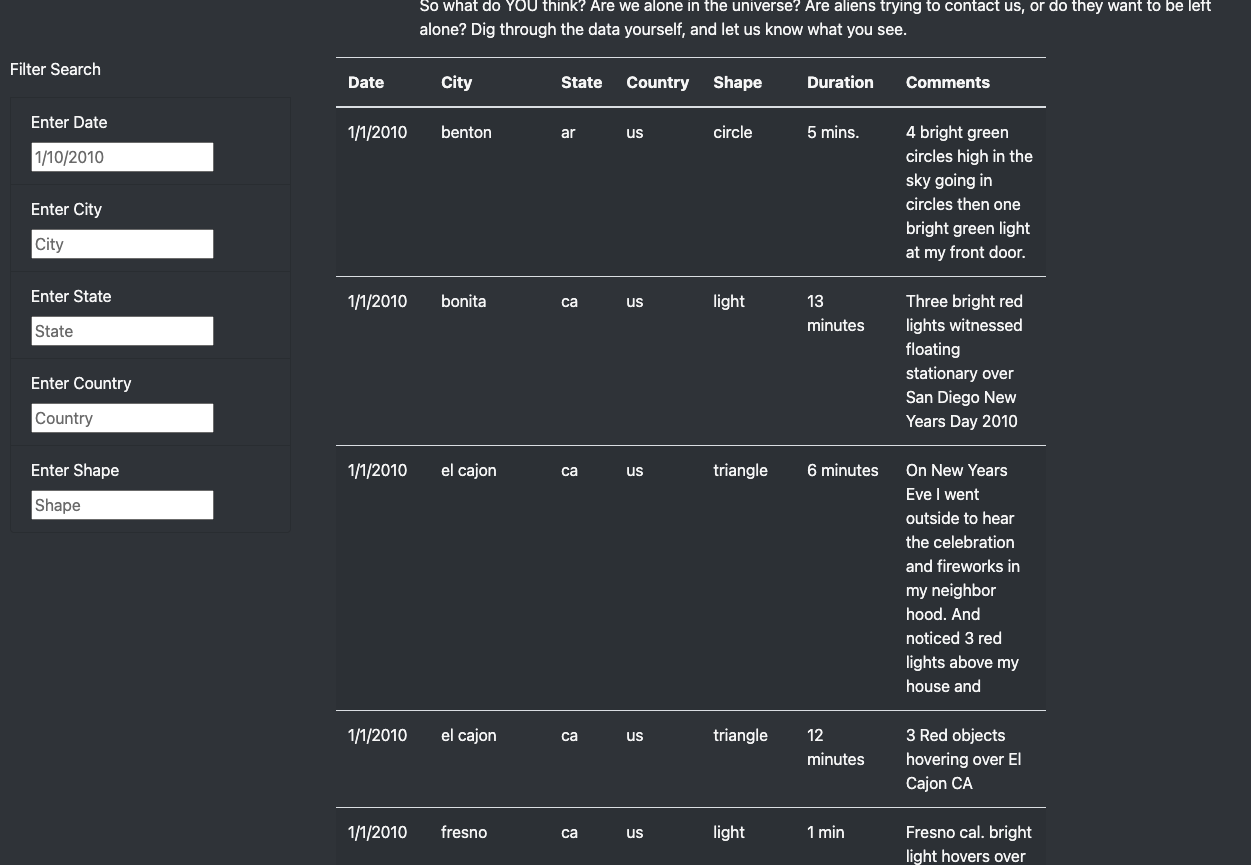 So what do YOU think? Are we alone in the universe? Are aliens trying to contact us, or do they want to be left
alone? Dig through the data yourself, and let us know what you see.
Filter Search
Enter Date
1/10/2010
Enter City
City
Enter State
State
Enter Country
Country
Enter Shape
Shape
Date City State Country Shape Duration Comments
1/1/2010 benton ar us circle 5 mins. 4 bright green
circles high in the
sky going in
circles then one
bright green light
at my front door.
1/1/2010 bonita ca us light 13 Three bright red
minutes lights witnessed
floating
stationary over
San Diego New
Years Day 2010
1/1/2010 el cajon ca us triangle 6 minutes On New Years
Eve I went
outside to hear
the celebration
and fireworks in
my neighbor
hood. And
noticed 3 red
lights above my
house and
1/1/2010 el cajon ca us triangle 12 3 Red objects
minutes hovering over El
Cajon CA
1/1/2010 fresno ca us light 1 min Fresno cal. bright
light hovers over